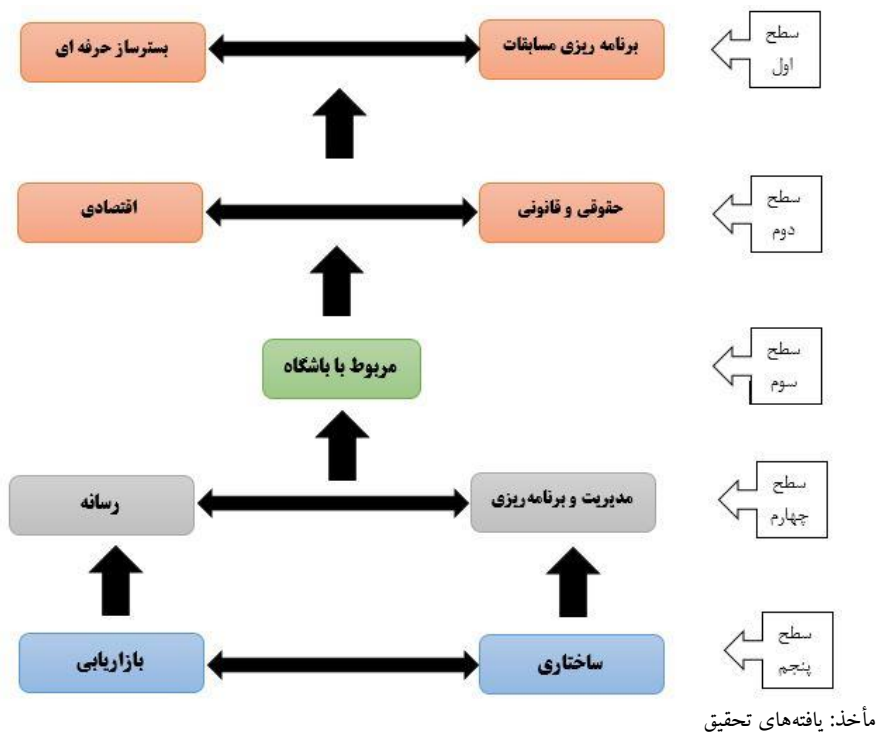 سطح
اول
برنامه ریزی مسابقات
بسترساز حرفه ای
سطح
دوم
حقوقی و قانونی
اقتصادی
سطح
سوم
مربوط با باشگاه
سطح
چهارم
مدیریت و برنامه‌ریزی
رسانه
سطح
پنجم
ساختاری
بازاریابی
مأخذ: یافته‌های تحقیق